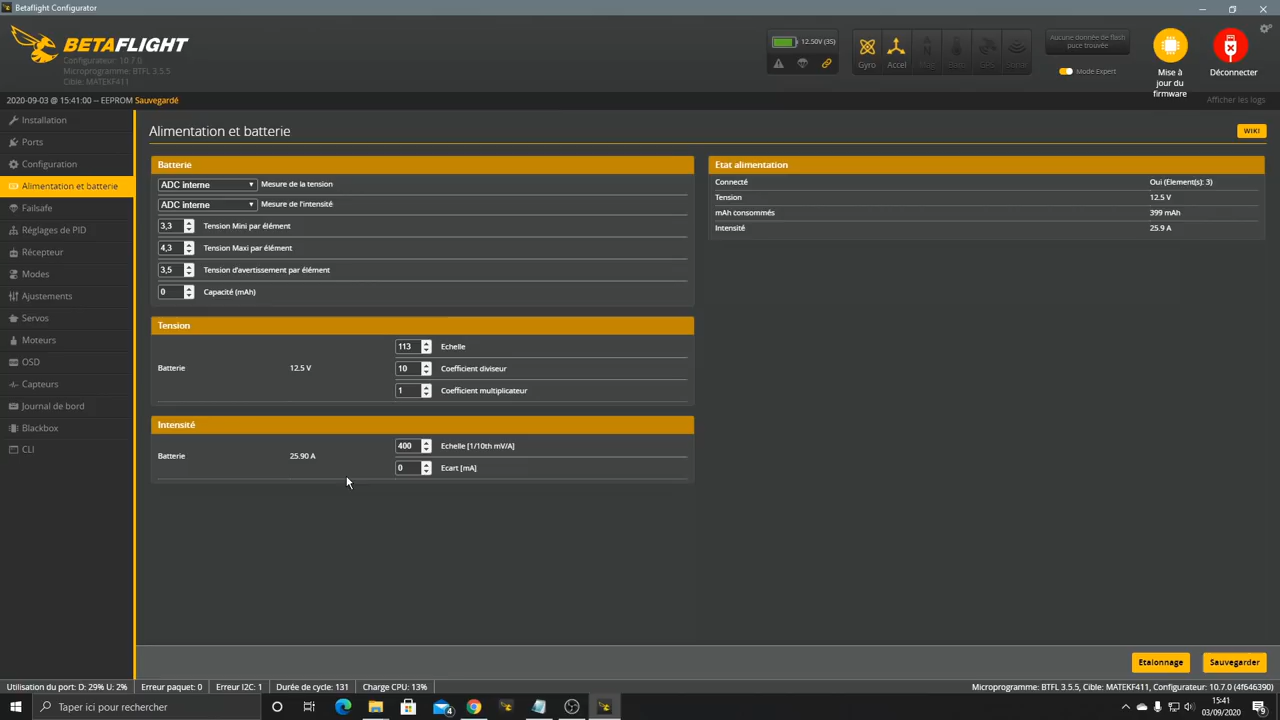 Betaflight Configurator
BETAFLIGHT
Configurateur: 10.7.0
Microprogramme: BTFL 3.5.5
Cible: MATEKF411
12.50V (3S)
Gyro
Accel
Mag
Baro
GPS
Sonar
Aucune donnée de flash
puce trouvée
Mode Expert
Mise à
jour du
firmware
Déconnecter
2020-09-03 @ 15:41:00 -- EEPROM Sauvegardé
Afficher les logs
Installation
Ports
Configuration
Alimentation et batterie
Failsafe
Réglages de PID
Récepteur
Modes
Ajustements
Servos
Moteurs
OSD
Capteurs
Journal de bord
Blackbox
CLI
Alimentation et batterie
WIKI
Batterie
ADC interne Mesure de la tension
ADC interne Mesure de l'intensité
3,3 Tension Mini par élément
4,3 Tension Maxi par élément
3,5 Tension d'avertissement par élément
0 Capacité (mAh)
Etat alimentation
Connecté Oui (Element(s): 3)
Tension 12.5 V
mAh consommés 399 mAh
Intensité 25.9 A
Tension
Batterie 12.5 V
113 Echelle
10 Coefficient diviseur
1 Coefficient multiplicateur
Intensité
Batterie 25.90 A
400 Echelle [1/10th mV/A]
0 Ecart [mA]
Etalonnage
Sauvegarder
Utilisation du port: D: 29% U: 2% Erreur paquet: 0 Erreur I2C: 1 Durée de cycle: 131 Charge CPU: 13% Microprogramme: BTFL 3.5.5, Cible: MATEKF411, Configurateur: 10.7.0 (4f646390)
Taper ici pour rechercher
4
15:41
03/09/2020
2